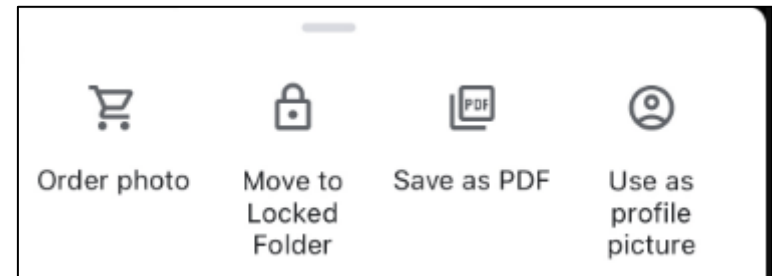 PDF
Order photo
Move to
Locked
Folder
Save as PDF
Use as
profile
picture